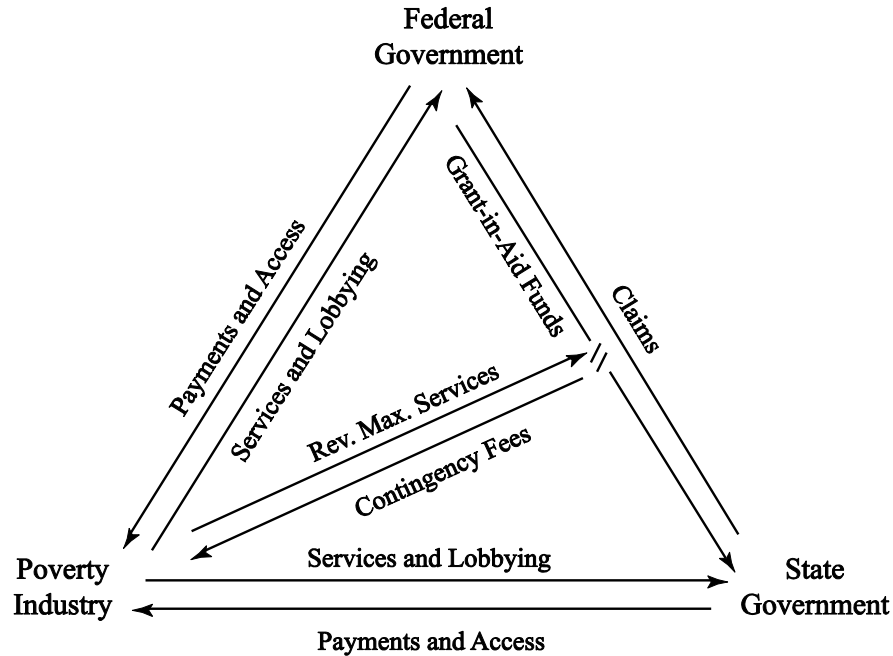 Federal
Government
Payments and Access
Services and Lobbying
Grant-in-Aid Funds
Claims
Rev. Max. Services
Contingency Fees
Poverty
Industry
Services and Lobbying
State
Government
Payments and Access